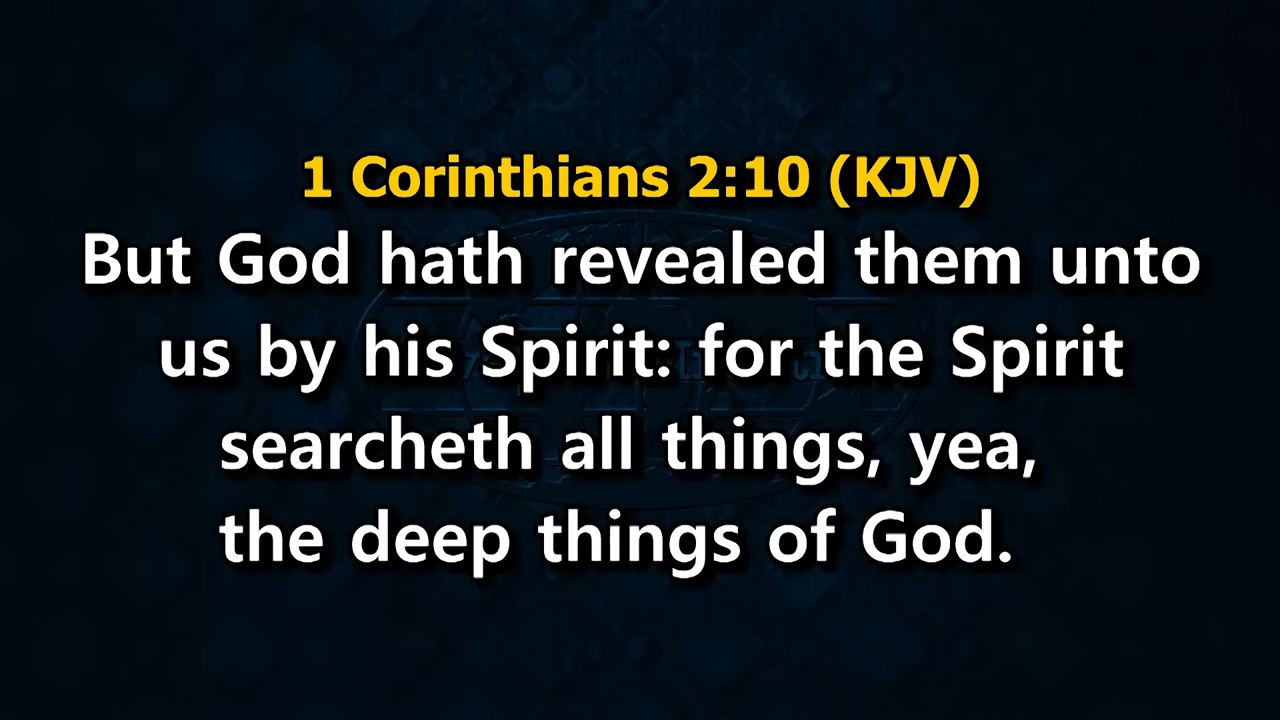 1 Corinthians 2:10 (KJV)
But God hath revealed them unto
us by his Spirit: for the Spirit
searcheth all things, yea,
the deep things of God.